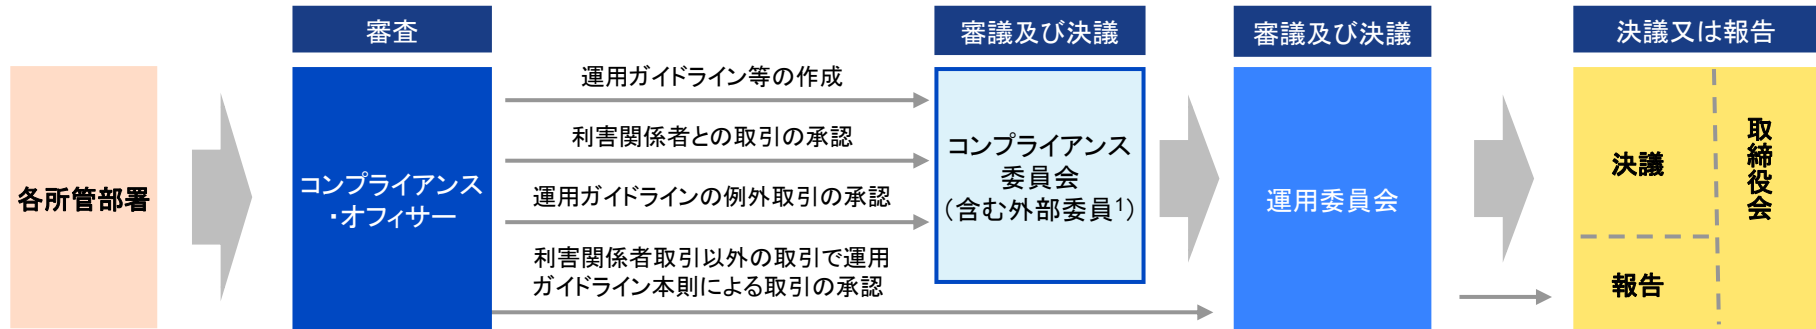 審査
審議及び決議
審議及び決議
決議又は報告
各所管部署
コンプライアンス
・オフィサー
運用ガイドライン等の作成
利害関係者との取引の承認
運用ガイドラインの例外取引の承認
利害関係者取引以外の取引で運用
ガイドライン本則による取引の承認
コンプライアンス
委員会
（含む外部委員1）
運用委員会
決議
報告
取締役会